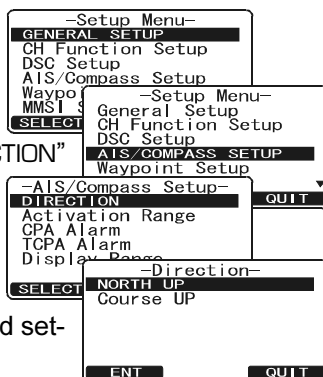 -Setup Menu-
GENERAL SETUP
CH Function Setup
DSC Setup
AIS/Compass Setup
SELECT
-Setup Menu-
General Setup
CH Function Setup
DSC Setup
AIS/COMPASS SETUP
Waypoint Setup
QUIT
CTION"
-AIS/Compass Setup-
DIRECTION
Activation Range
CPA Alarm
TCPA Alarm
Display Range
SELECT
-Direction-
NORTH UP
Course UP
ENT QUIT
d set-